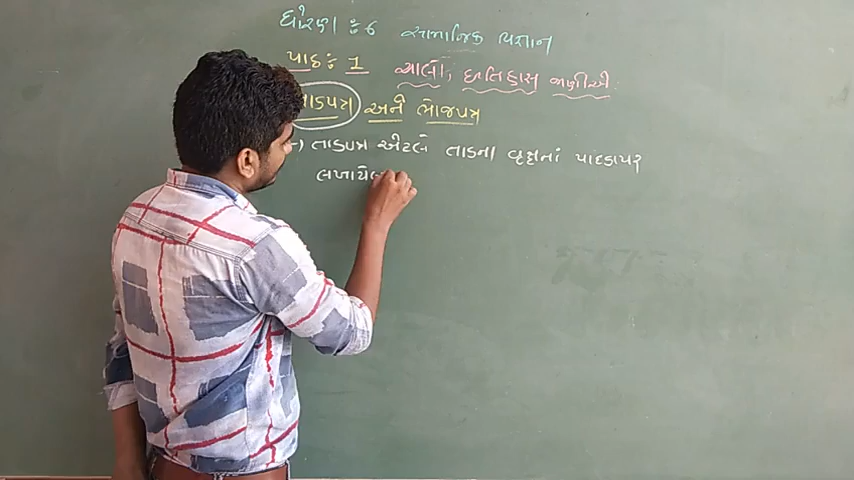 ધોરણ : 6 સામાજિક વિજ્ઞાન
પાઠ : 1 ચાલો, ઇતિહાસ જાણીએ
તાડપત્ર અને ભોજપત્ર
તાડપત્ર એટલે તાડના વૃક્ષનાં પાંદડાપર
લખાયેલ